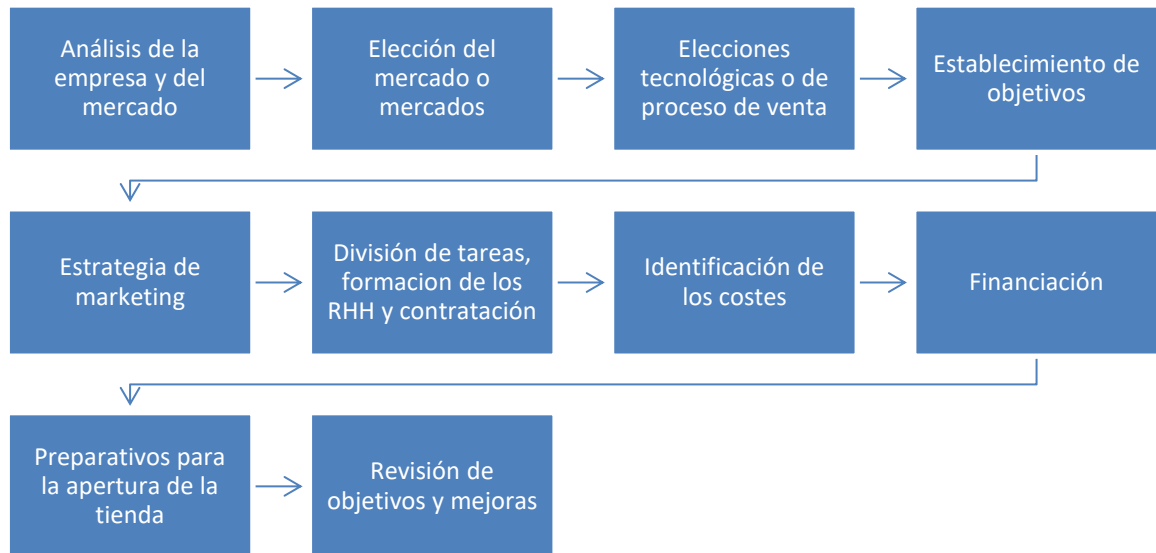 Análisis de la
empresa y del
mercado
Elección del
mercado o
mercados
Elecciones
tecnológicas o de
proceso de venta
Establecimiento de
objetivos
Estrategia de
marketing
División de tareas,
formacion de los
RHH y contratación
Identificación de
los costes
Financiación
Preparativos para
la apertura de la
tienda
Revisión de
objetivos y mejoras